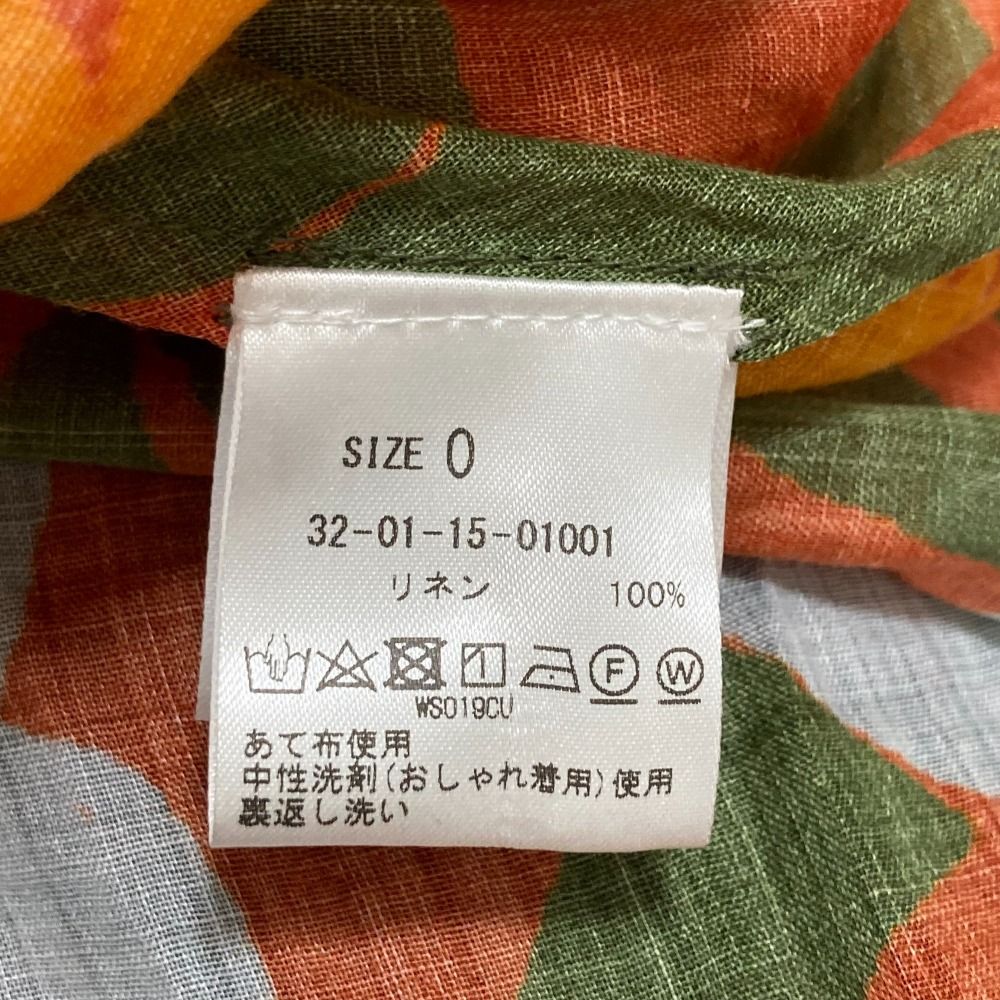 SIZE 0
32-01-15-01001
リネン 100%
F W
WS019CU
あて布使用
中性洗剤(おしゃれ着用)使用
裏返し洗い